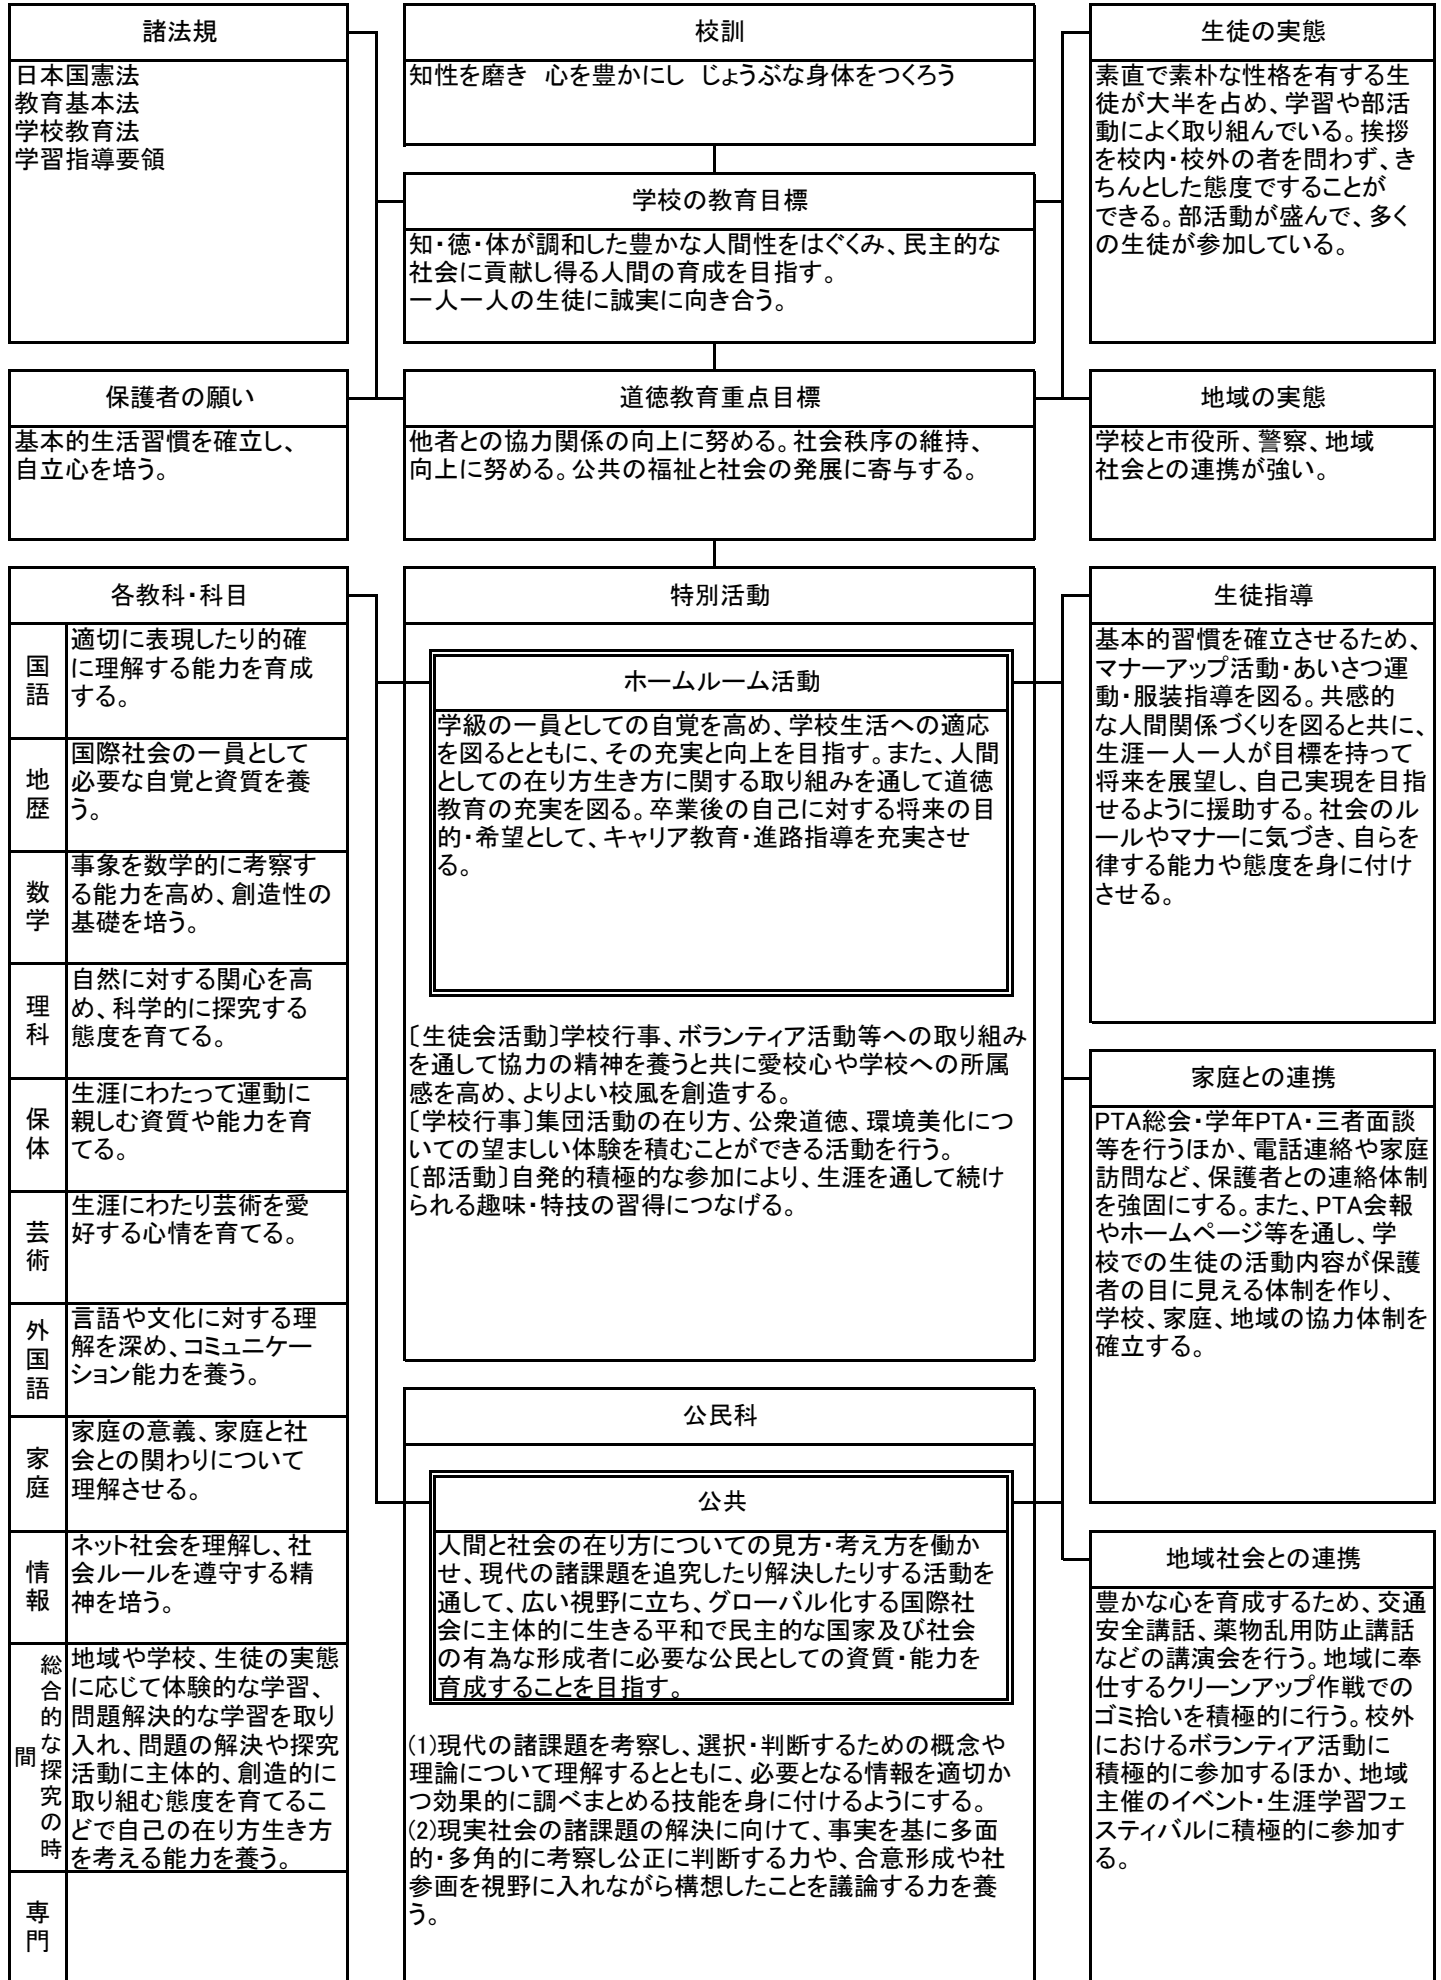 諸法規
日本国憲法
教育基本法
学校教育法
学習指導要領
校訓
知性を磨き　心を豊かにし　じょうぶな身体をつくろう
生徒の実態
素直で素朴な性格を有する生
徒が大半を占め、学習や部活
動によく取り組んでいる。挨拶
を校内・校外の者を問わず、き
ちんとした態度ですることが
できる。部活動が盛んで、多く
の生徒が参加している。
学校の教育目標
知・徳・体が調和した豊かな人間性をはぐくみ、民主的な
社会に貢献し得る人間の育成を目指す。
一人一人の生徒に誠実に向き合う。
保護者の願い
基本的生活習慣を確立し、
自立心を培う。
道徳教育重点目標
他者との協力関係の向上に努める。社会秩序の維持、
向上に努める。公共の福祉と社会の発展に寄与する。
地域の実態
学校と市役所、警察、地域
社会との連携が強い。
各教科・科目
国語
適切に表現したり的確
に理解する能力を育成
する。
地歴
国際社会の一員として
必要な自覚と資質を養
う。
数学
事象を数学的に考察す
る能力を高め、創造性の
基礎を培う。
理科
自然に対する関心を高
め、科学的に探究する
態度を育てる。
保体
生涯にわたって運動に
親しむ資質や能力を育
てる。
芸術
生涯にわたり芸術を愛
好する心情を育てる。
外国語
言語や文化に対する理
解を深め、コミュニケー
ション能力を養う。
家庭
家庭の意義、家庭と社
会との関わりについて
理解させる。
情報
ネット社会を理解し、社
会ルールを遵守する精
神を培う。
総合的な探究の時
間
地域や学校、生徒の実態
に応じて体験的な学習、
問題解決的な学習を取り
入れ、問題の解決や探究
活動に主体的、創造的に
取り組む態度を育てるこ
どで自己の在り方生き方
を考える能力を養う。
専門
特別活動
ホームルーム活動
学級の一員としての自覚を高め、学校生活への適応
を図るとともに、その充実と向上を目指す。また、人間
としての在り方生き方に関する取り組みを通して道徳
教育の充実を図る。卒業後の自己に対する将来の目
的・希望として、キャリア教育・進路指導を充実させ
る。
〔生徒会活動〕学校行事、ボランティア活動等への取り組み
を通して協力の精神を養うと共に愛校心や学校への所属
感を高め、よりよい校風を創造する。
〔学校行事〕集団活動の在り方、公衆道徳、環境美化につ
いての望ましい体験を積むことができる活動を行う。
〔部活動〕自発的積極的な参加により、生涯を通して続け
られる趣味・特技の習得につなげる。
公民科
公共
人間と社会の在り方についての見方・考え方を働か
せ、現代の諸課題を追究したり解決したりする活動を
通して、広い視野に立ち、グローバル化する国際社
会に主体的に生きる平和で民主的な国家及び社会
の有為な形成者に必要な公民としての資質・能力を
育成することを目指す。
(1)現代の諸課題を考察し、選択・判断するための概念や
理論について理解するとともに、必要となる情報を適切か
つ効果的に調べまとめる技能を身に付けるようにする。
(2)現実社会の諸課題の解決に向けて、事実を基に多面
的・多角的に考察し公正に判断する力や、合意形成や社
参画を視野に入れながら構想したことを議論する力を養
う。
生徒指導
基本的習慣を確立させるため、
マナーアップ活動・あいさつ運
動・服装指導を図る。共感的
な人間関係づくりを図ると共に、
生涯一人一人が目標を持って
将来を展望し、自己実現を目指
せるように援助する。社会のル
ールやマナーに気づき、自らを
律する能力や態度を身に付け
させる。
家庭との連携
PTA総会・学年PTA・三者面談
等を行うほか、電話連絡や家庭
訪問など、保護者との連絡体制
を強固にする。また、PTA会報
やホームページ等を通し、学
校での生徒の活動内容が保護
者の目に見える体制を作り、
学校、家庭、地域の協力体制を
確立する。
地域社会との連携
豊かな心を育成するため、交通
安全講話、薬物乱用防止講話
などの講演会を行う。地域に奉
仕するクリーンアップ作戦での
ゴミ拾いを積極的に行う。校外
におけるボランティア活動に
積極的に参加するほか、地域
主催のイベント・生涯学習フェ
スティバルに積極的に参加す
る。